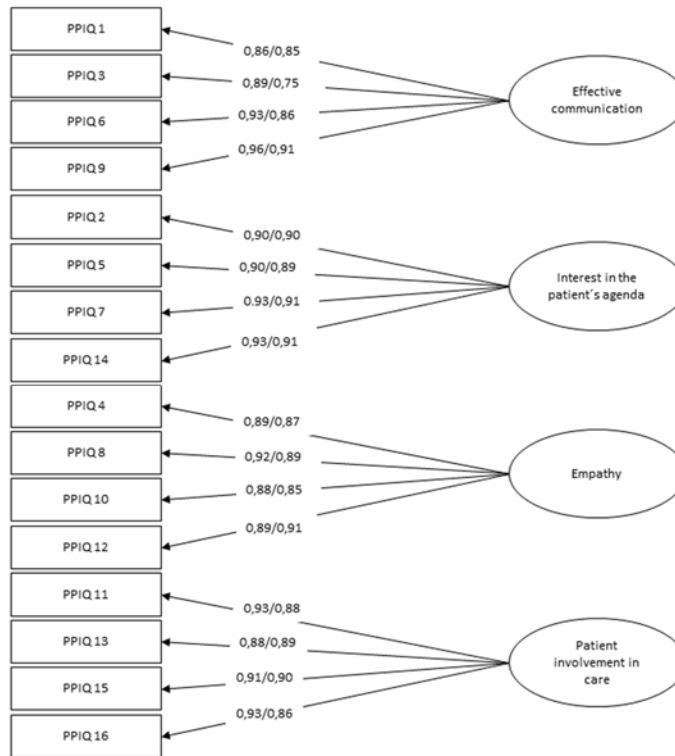 PPIQ 1
0,86/0,85
PPIQ 3
0,89/0,75
Effective
communication
PPIQ 6
0,93/0,86
PPIQ 9
0,96/0,91
PPIQ 2
0,90/0,90
PPIQ 5
0,90/0,89
Interest in the
patient´s agenda
PPIQ 7
0.93/0,91
PPIQ 14
0,93/0,91
PPIQ 4
0,89/0,87
PPIQ 8
0,92/0,89
Empathy
PPIQ 10
0,88/0,85
PPIQ 12
0,89/0,91
PPIQ 11
0,93/0,88
PPIQ 13
0,88/0,89
Patient
involvement in
care
PPIQ 15
0,91/0,90
PPIQ 16
0,93/0,86